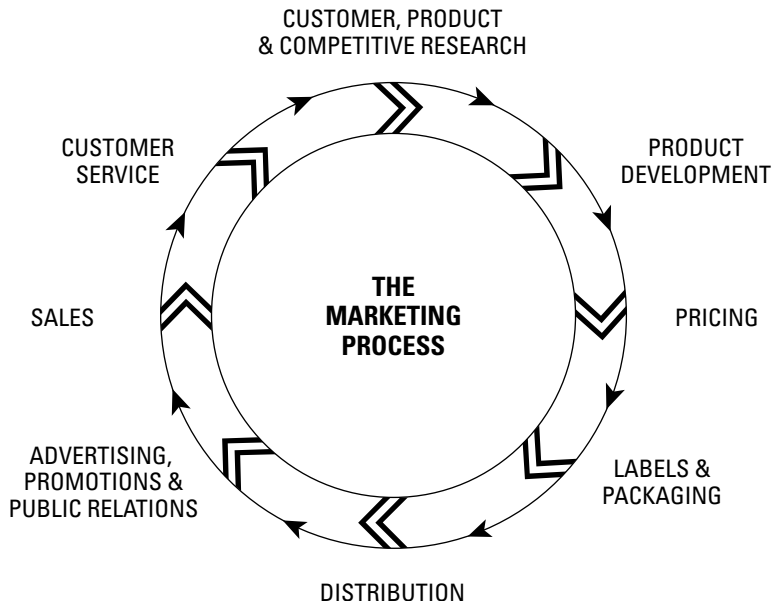 CUSTOMER, PRODUCT
& COMPETITIVE RESEARCH
PRODUCT
DEVELOPMENT
PRICING
LABELS &
PACKAGING
DISTRIBUTION
ADVERTISING,
PROMOTIONS &
PUBLIC RELATIONS
SALES
CUSTOMER
SERVICE
THE
MARKETING
PROCESS